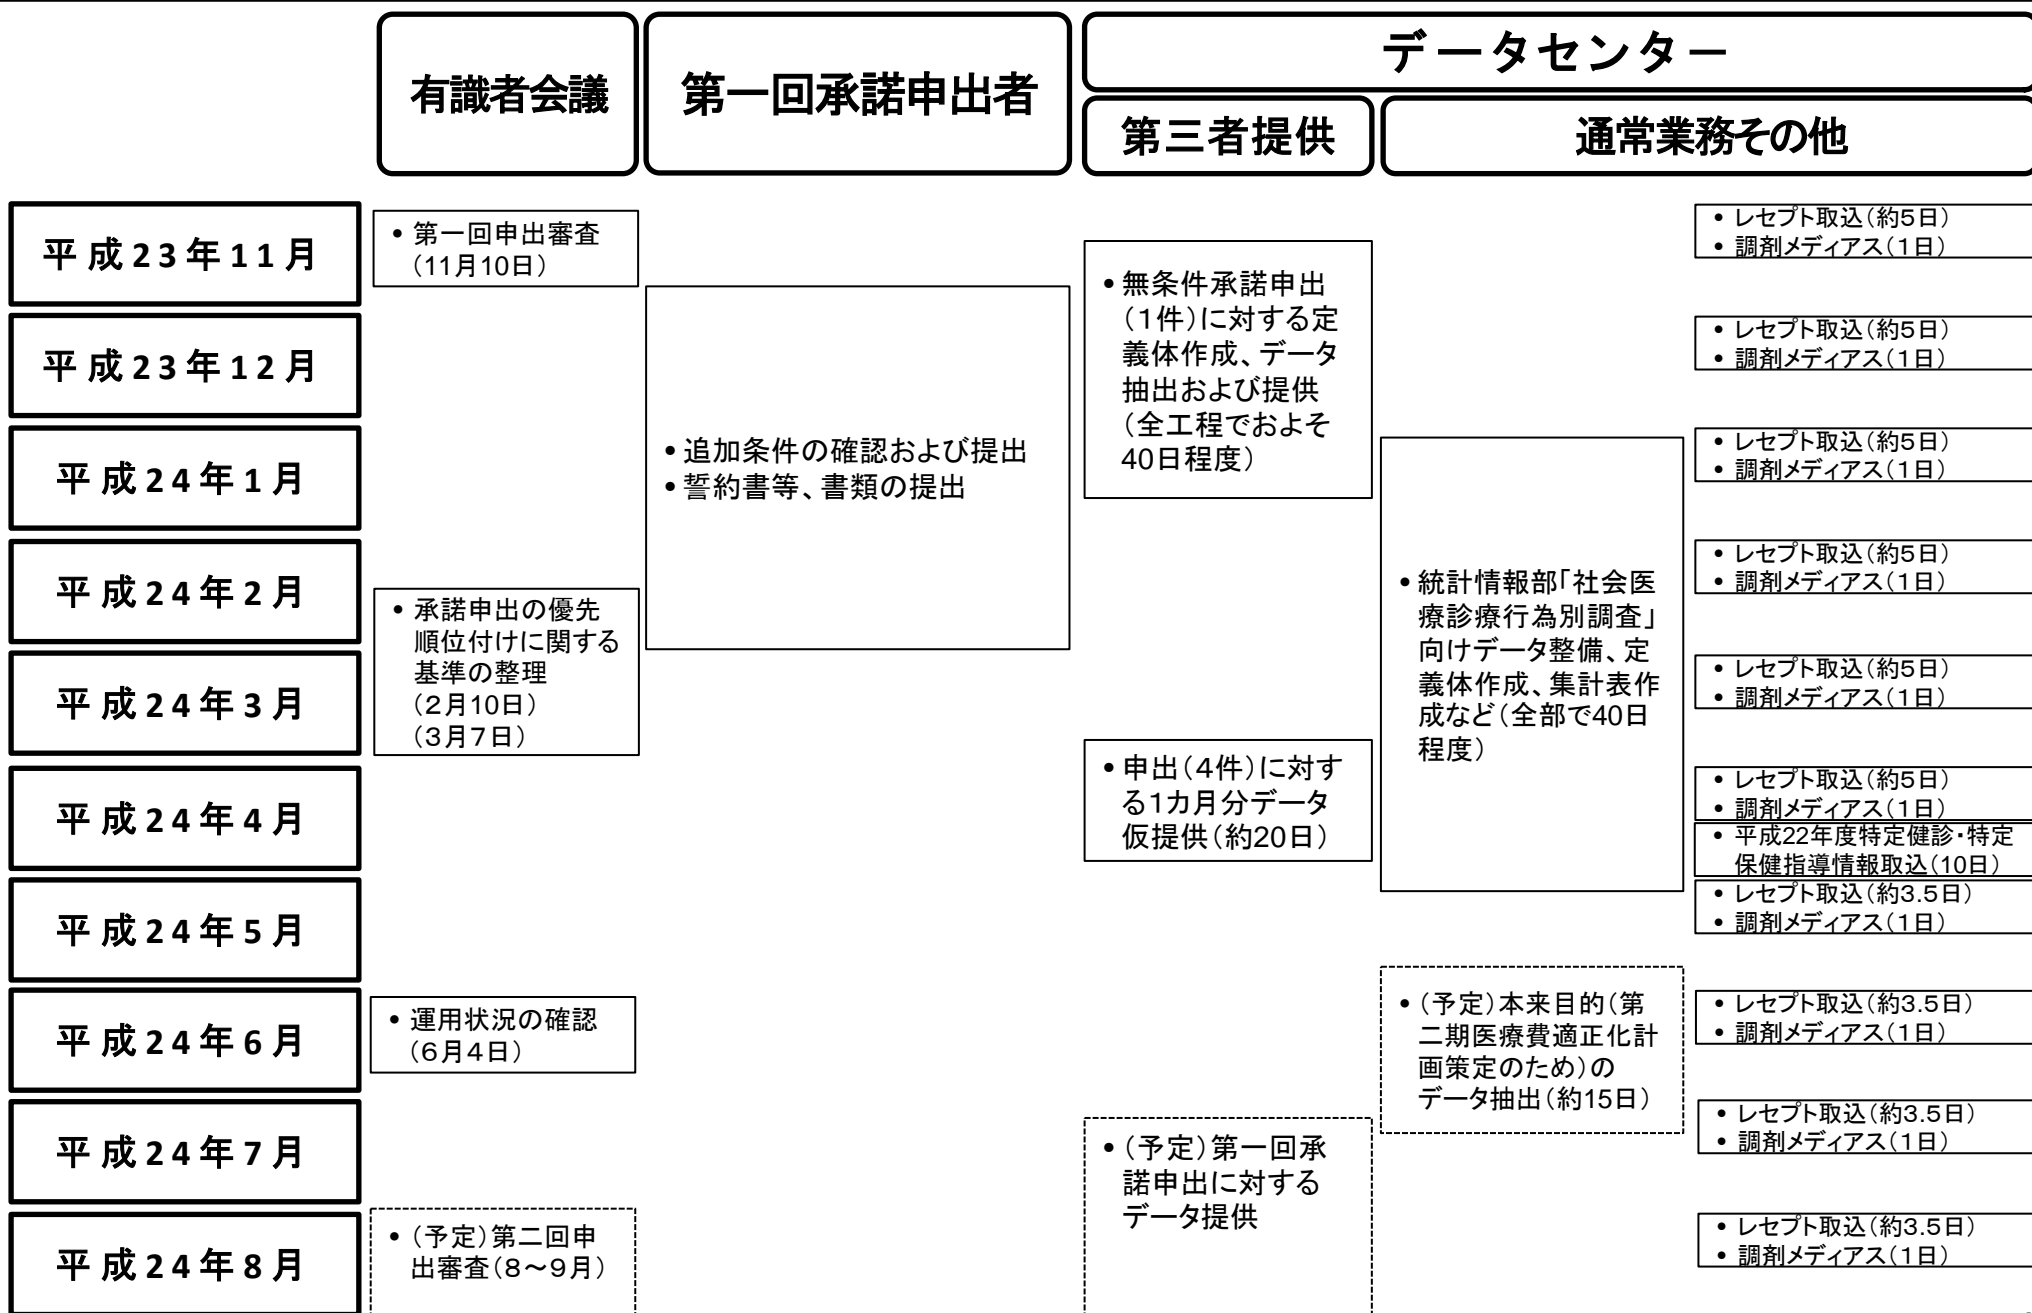 有識者会議
第一回承諾申出者
データセンター
第三者提供
通常業務その他
平成23年11月
• 第一回申出審査
（11月10日）
• レセプト取込（約5日）
• 調剤メディアス（1日）
• 無条件承諾申出
（1件）に対する定
義体作成、データ
抽出および提供
（全工程でおよそ
40日程度）
平成23年12月
• レセプト取込（約5日）
• 調剤メディアス（1日）
• 追加条件の確認および提出
• 誓約書等、書類の提出
平成24年1月
• レセプト取込（約5日）
• 調剤メディアス（1日）
平成24年2月
• レセプト取込（約5日）
• 調剤メディアス（1日）
• 承諾申出の優先
順位付けに関する
基準の整理
（2月10日）
（3月7日）
• 統計情報部「社会医
療診療行為別調査」
向けデータ整備、定
義体作成、集計表作
成など（全部で40日
程度）
平成24年3月
• レセプト取込（約5日）
• 調剤メディアス（1日）
平成24年4月
• 申出（4件）に対す
る1カ月分データ
仮提供（約20日）
• レセプト取込（約5日）
• 調剤メディアス（1日）
• 平成22年度特定健診・特定
保健指導情報取込（10日）
平成24年5月
• レセプト取込（約3.5日）
• 調剤メディアス（1日）
平成24年6月
• 運用状況の確認
（6月4日）
• （予定）本来目的（第
二期医療費適正化計
画策定のため）の
データ抽出（約15日）
• レセプト取込（約3.5日）
• 調剤メディアス（1日）
平成24年7月
• （予定）第一回承
諾申出に対する
データ提供
• レセプト取込（約3.5日）
• 調剤メディアス（1日）
平成24年8月
• （予定）第二回申
出審査（8～9月）
• レセプト取込（約3.5日）
• 調剤メディアス（1日）